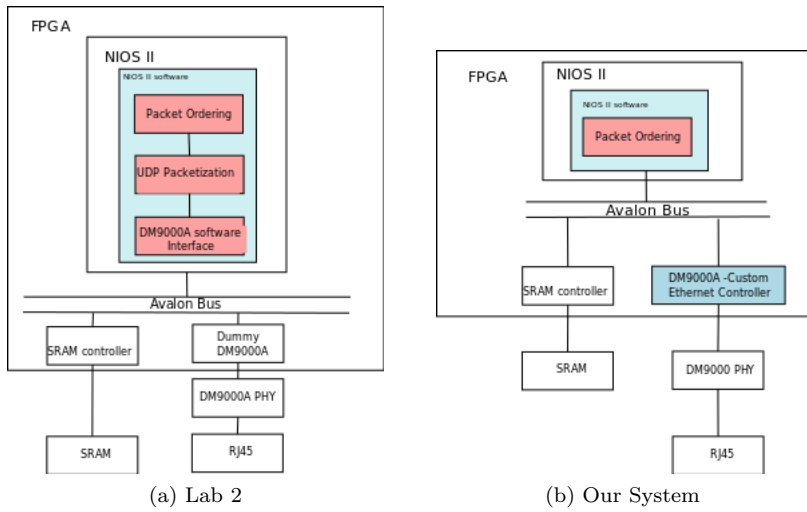 FPGA
NIOS II
NIOS II software
Packet Ordering
UDP Packetization
DM9000A software
Interface
Avalon Bus
SRAM controller
Dummy
DM9000A
DM9000A PHY
SRAM
RJ45
(a) Lab 2
FPGA
NIOS II
NIOS II software
Packet Ordering
Avalon Bus
SRAM controller
DM9000A -Custom
Ethernet Controller
SRAM
DM9000 PHY
RJ45
(b) Our System